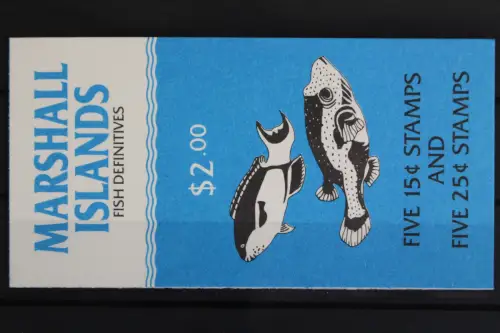 MARSHALL
ISLANDS
FISH DEFINITIVES
$2.00
FIVE 15¢ STAMPS
AND
FIVE 25¢ STAMPS